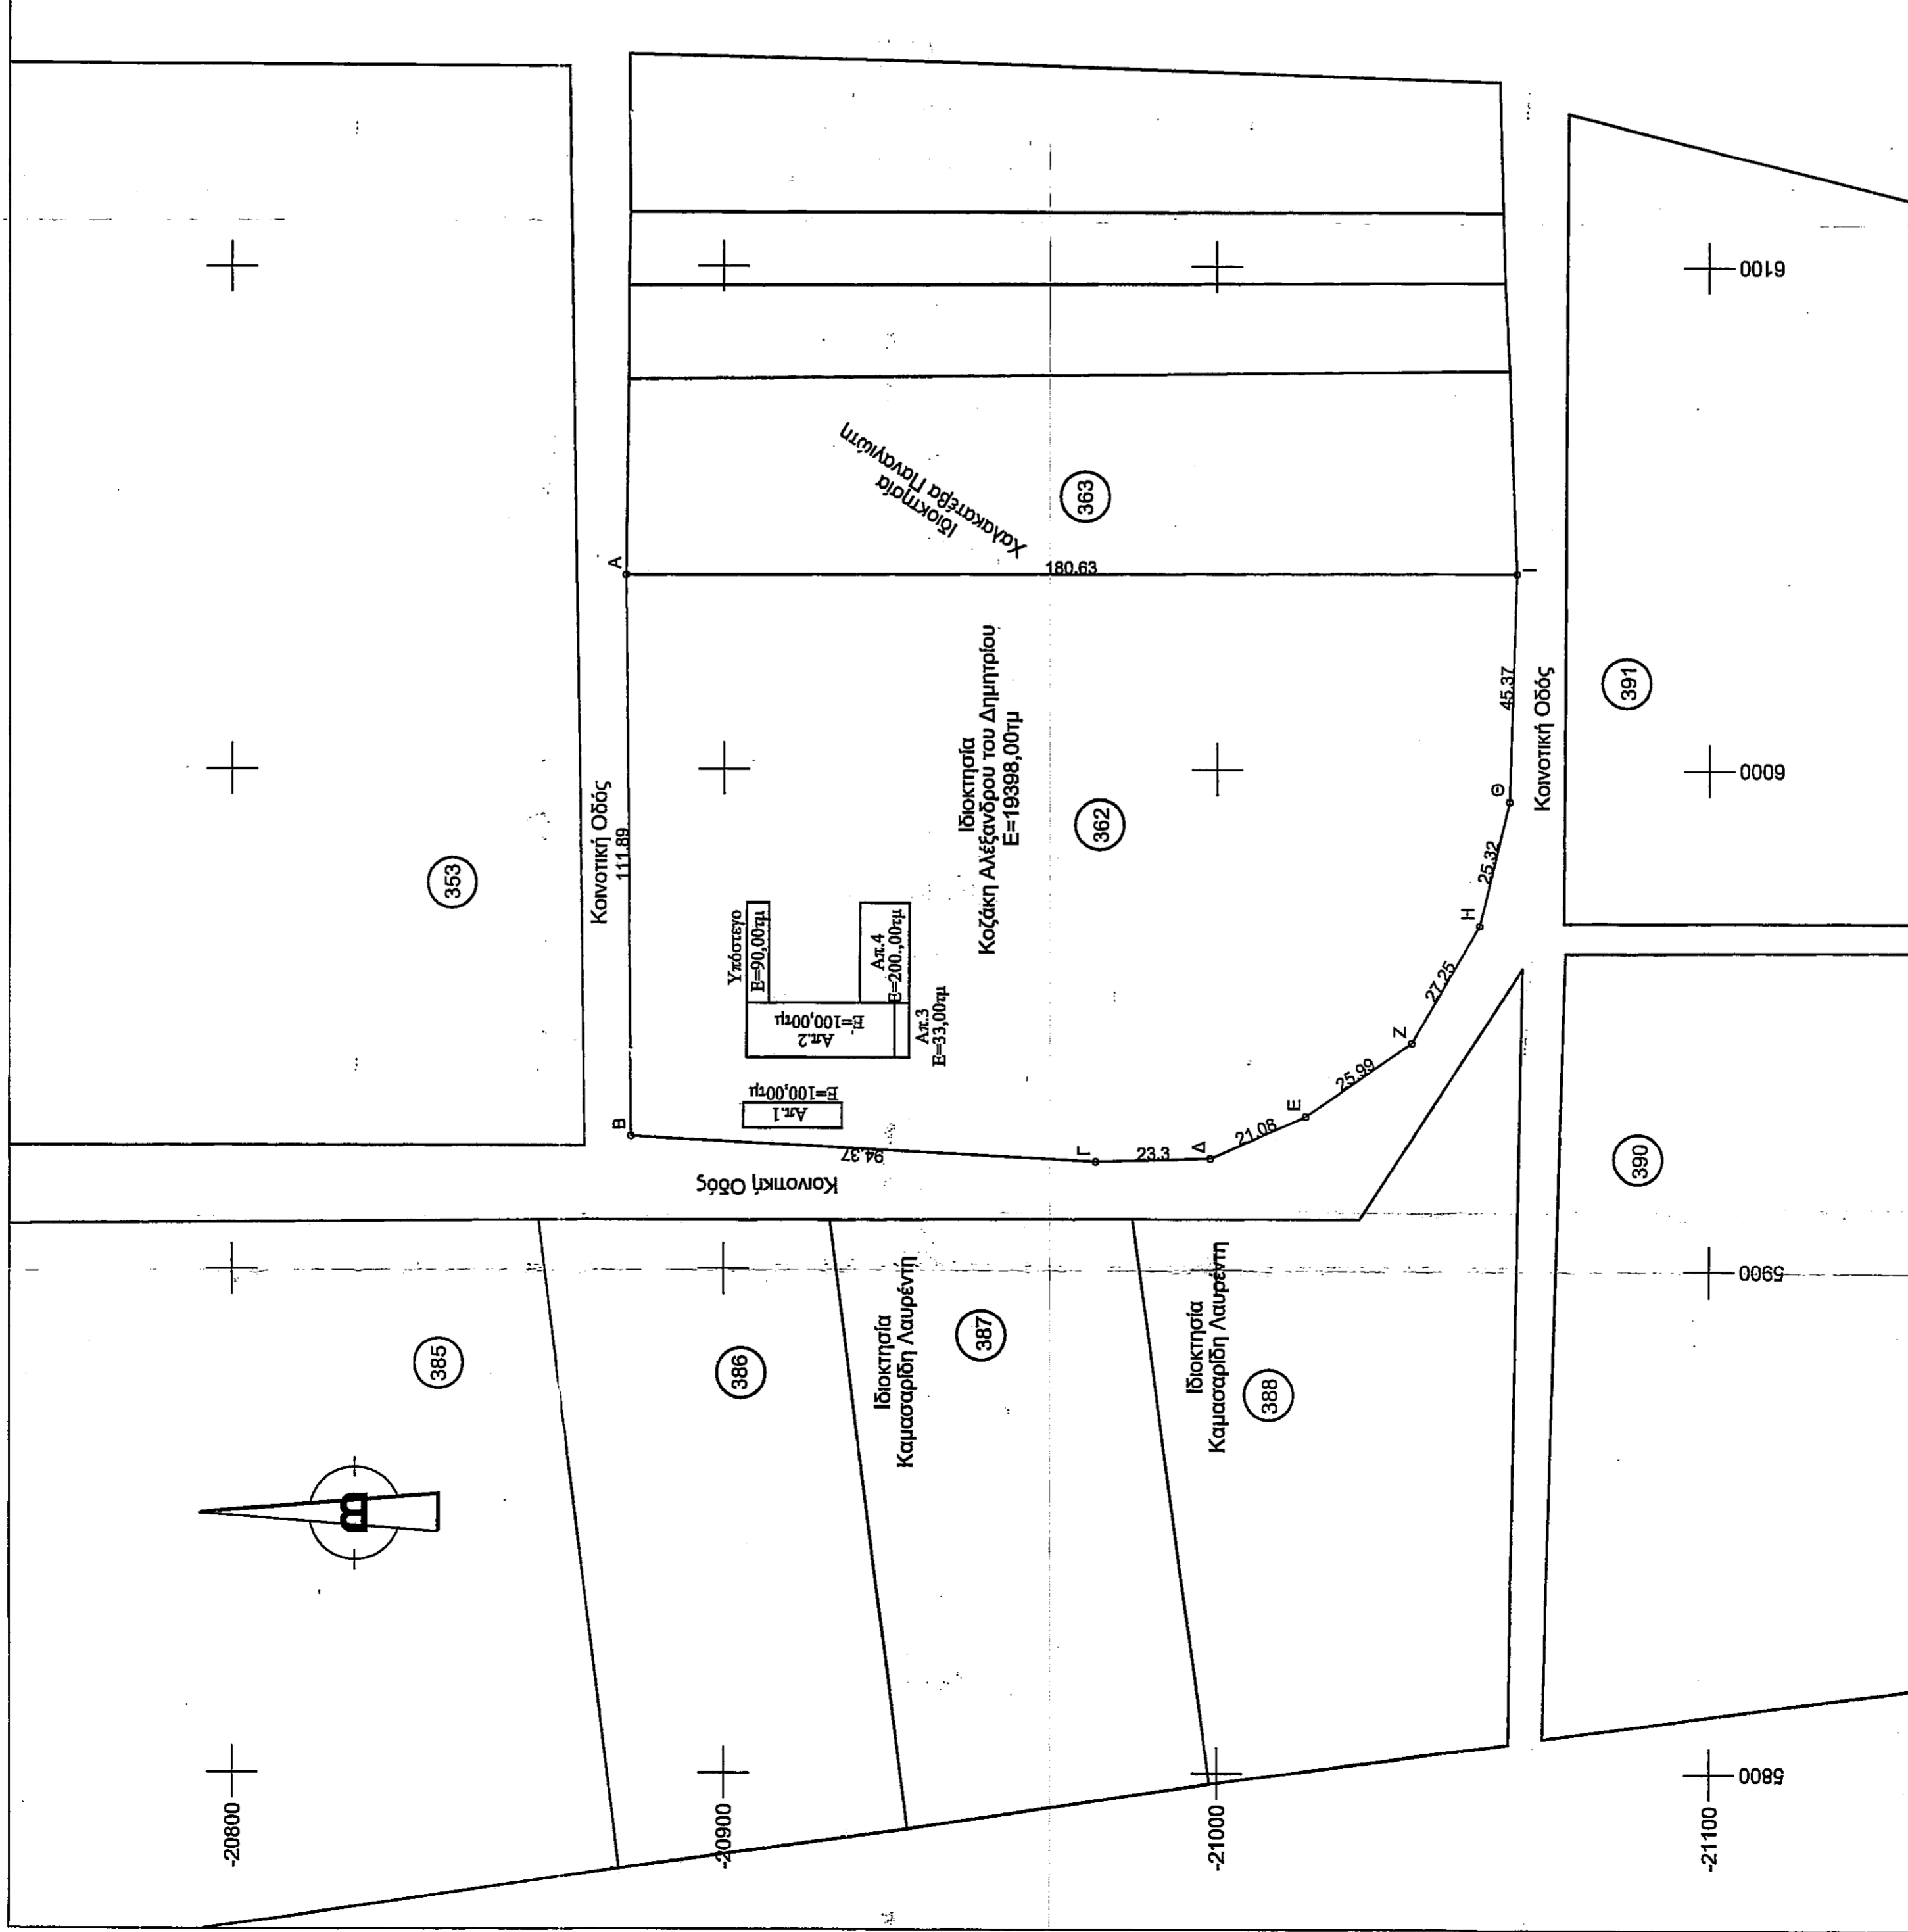 353
Κοινοτική Οδός
111.89
A
B
Υπόστεγο
E=90,00τμ
Απ.2
E=100,00τμ
Απ.4
E=200.,00τμ
Απ.3
E=33,00τμ
Απ.1
E=100,00τμ
94.37
Κοινοτική Οδός
Ιδιοκτησία
Κοζάκη Αλέξανδρου του Δημητρίου
E=19398,00τμ
362
180.63
Ιδιοκτησία
Χαλακατέβα Παναγιώτη
363
Γ
23.3
Δ
21.08
E
25.99
Z
27.25
H
25.32
Θ
45.37
I
Κοινοτική Οδός
391
390
385
386
Ιδιοκτησία
Καμασαρίδη Λαυρέντη
387
Ιδιοκτησία
Καμασαρίδη Λαυρέντη
388
B
-20800
-20900
-21000
-21100
5800
5900
6000
6100